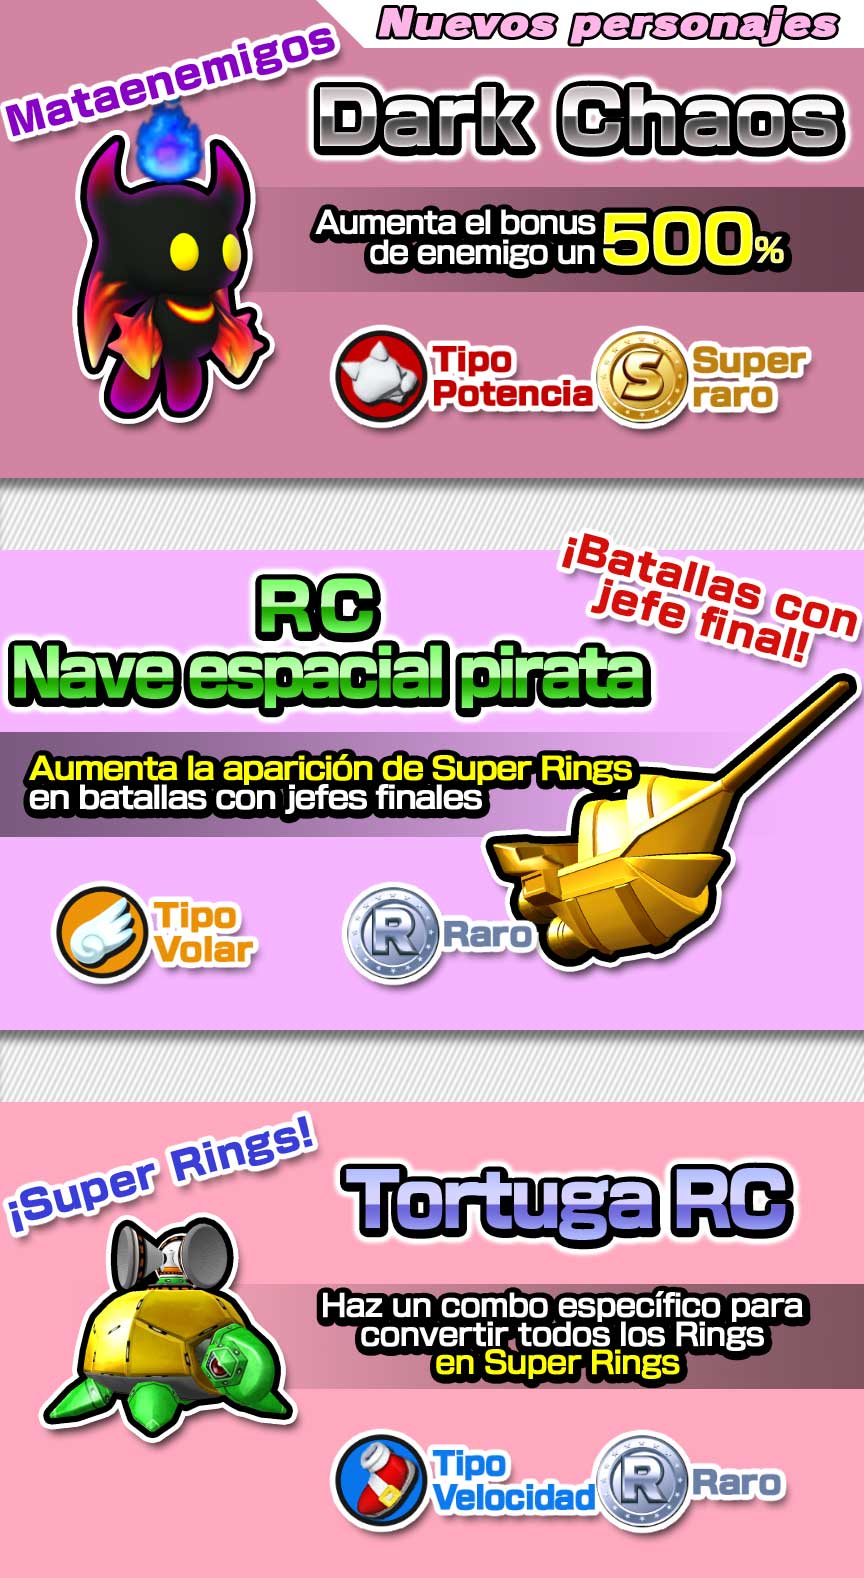 Nuevos personajes
Mataenemigos
Dark Chaos
Aumenta el bonus
de enemigo un 500%
Tipo
Potencia
S
Super
raro
¡Batallas con
jefe final!
RC
Nave espacial pirata
Aumenta la aparición de Super Rings
en batallas con jefes finales
Tipo
Volar
R
Raro
¡Super Rings!
Tortuga RC
Haz un combo específico para
convertir todos los Rings
en Super Rings
Tipo
Velocidad
R
Raro